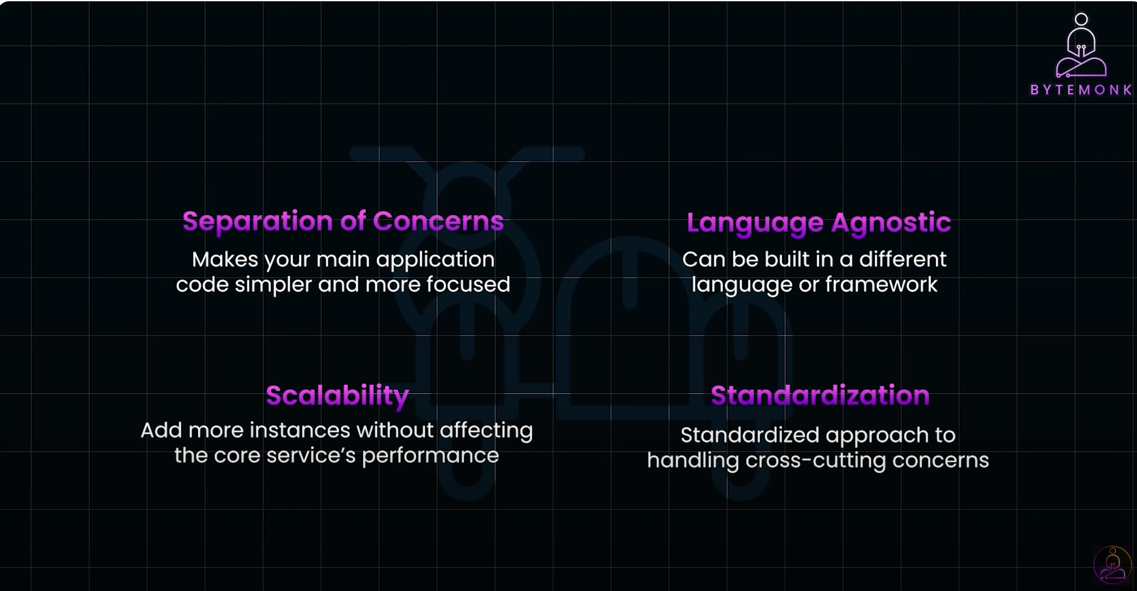 BYTEMONK
Separation of Concerns
Makes your main application
code simpler and more focused
Language Agnostic
Can be built in a different
language or framework
Scalability
Add more instances without affecting
the core service’s performance
Standardization
Standardized approach to
handling cross-cutting concerns